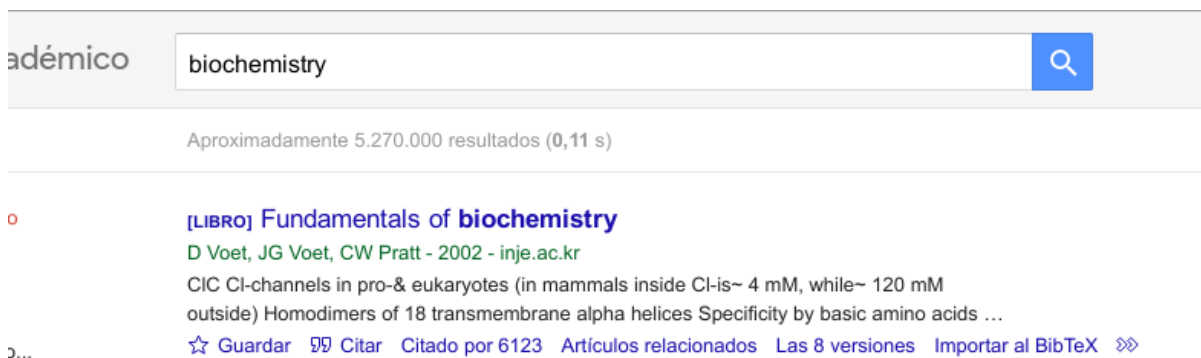 adémico
biochemistry
Aproximadamente 5.270.000 resultados (0,11 s)
o
[LIBRO] Fundamentals of biochemistry
D Voet, JG Voet, CW Pratt - 2002 - inje.ac.kr
ClC Cl-channels in pro-& eukaryotes (in mammals inside Cl-is~ 4 mM, while~ 120 mM
outside) Homodimers of 18 transmembrane alpha helices Specificity by basic amino acids …
Guardar Citar Citado por 6123 Artículos relacionados Las 8 versiones Importar al BibTeX